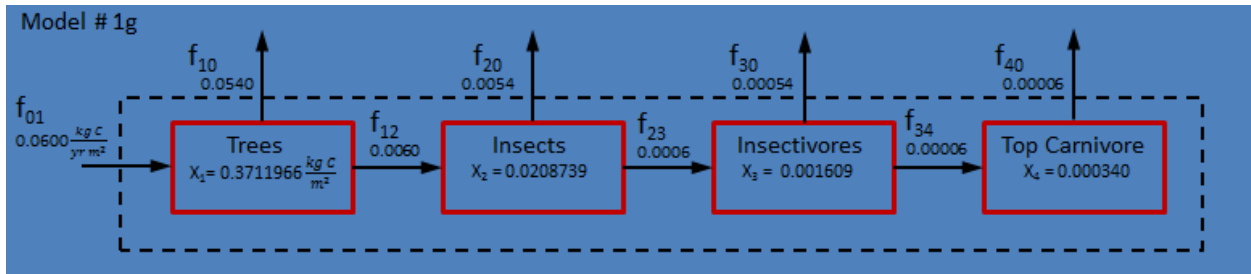 Model # 1g
f10
0.0540
f20
0.0054
f30
0.00054
f40
0.00006
f01
0.0600 kg C / yr m²
Trees
X1= 0.3711966 kg C / m²
f12
0.0060
Insects
X2 = 0.0208739
f23
0.0006
Insectivores
X3 = 0.001609
f34
0.00006
Top Carnivore
X4 = 0.000340